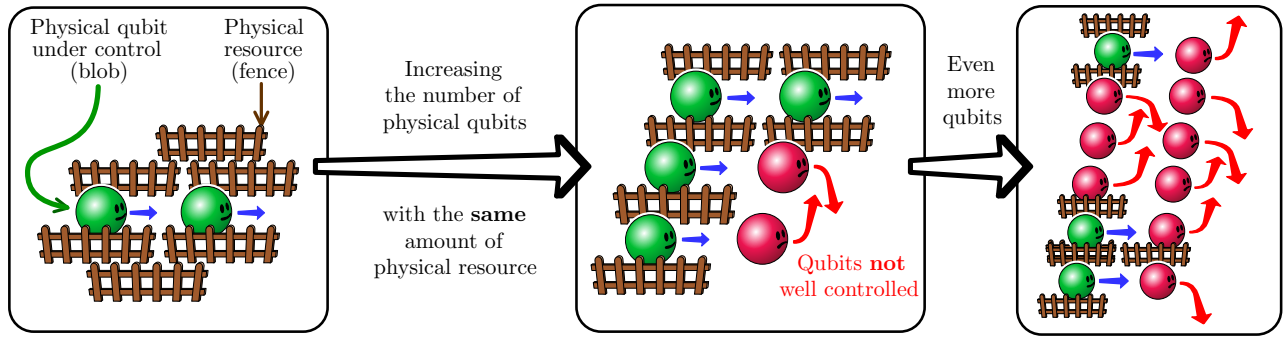 Physical qubit
under control
(blob)
Physical
resource
(fence)
Increasing
the number of
physical qubits
with the same
amount of
physical resource
Qubits not
well controlled
Even
more
qubits